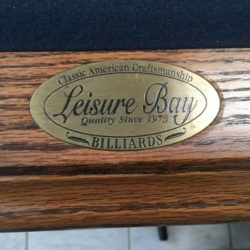 Classic American Craftsmanship
Leisure Bay
Quality Since 1973
BILLIARDS